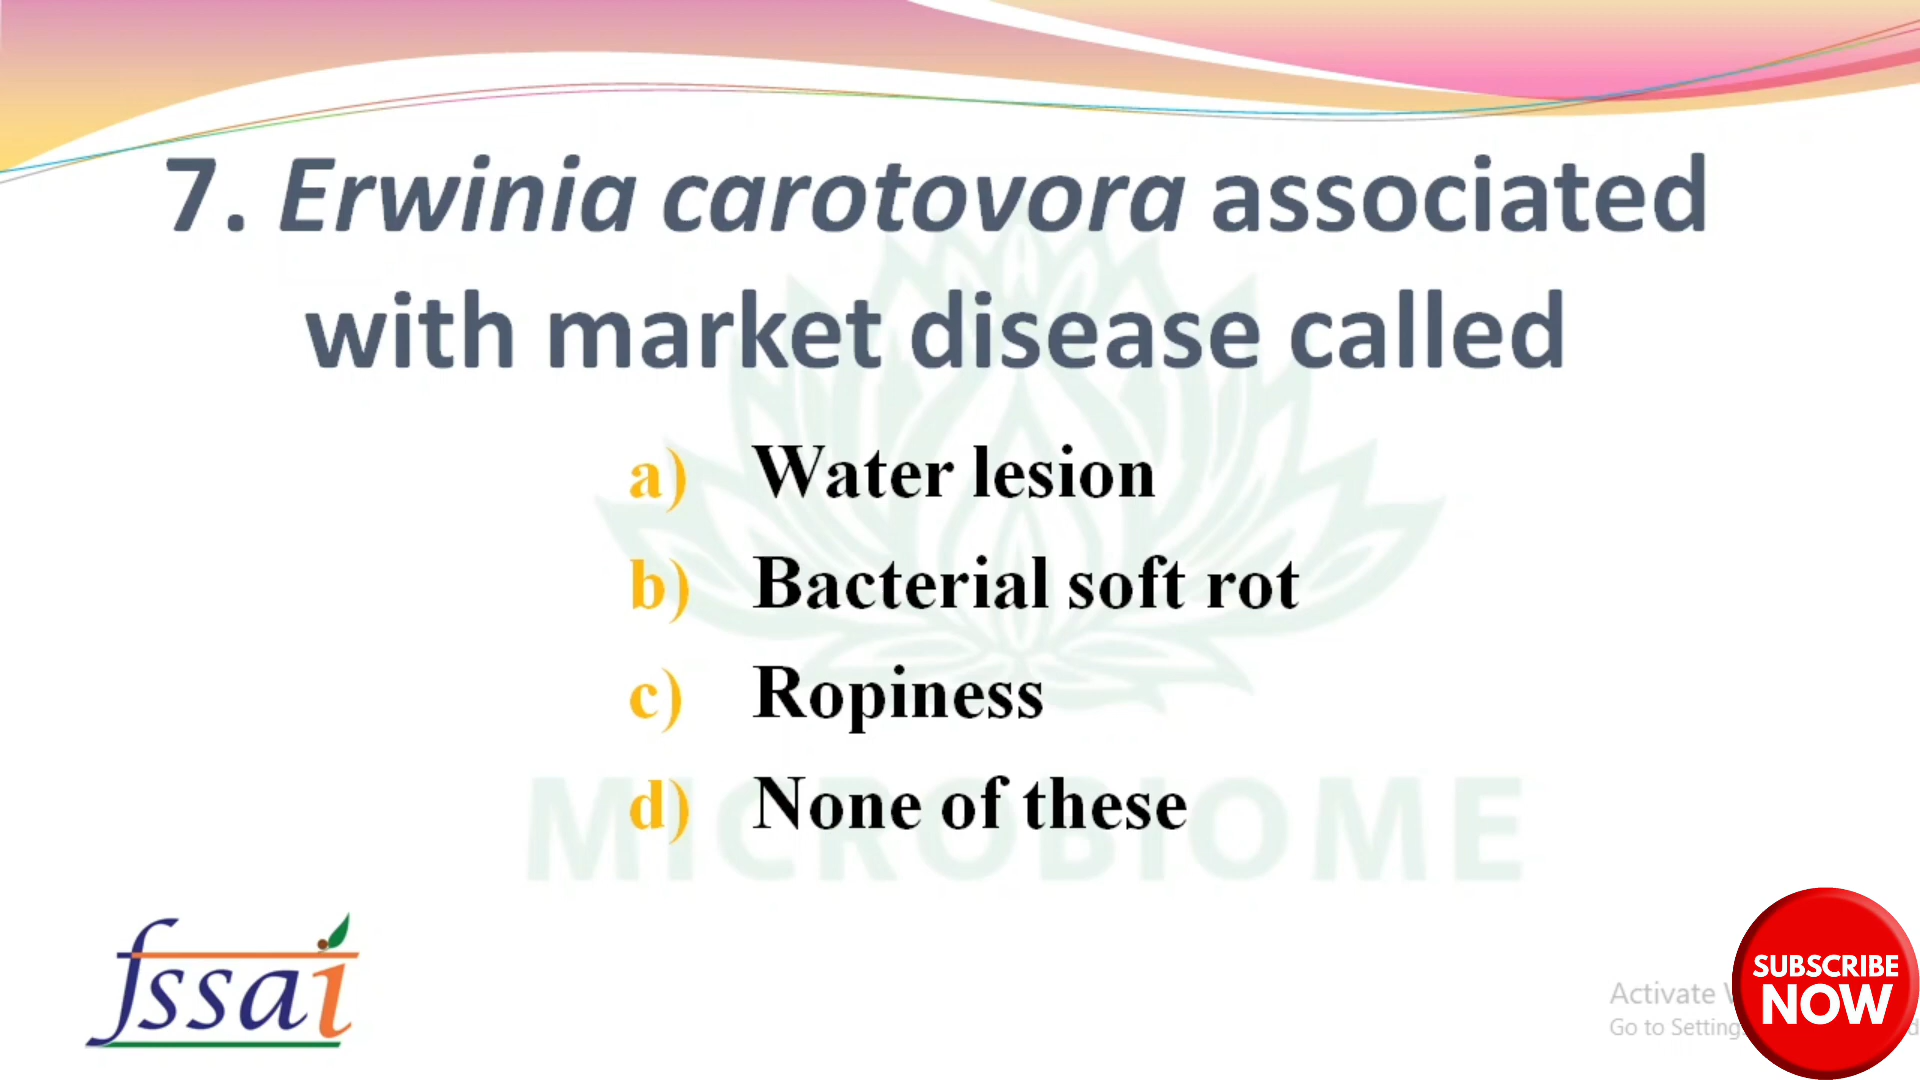 7. Erwinia carotovora associated
with market disease called
a) Water lesion
b) Bacterial soft rot
c) Ropiness
d) None of these
MICROBIOME
fssai
Activate
Go to Setting
SUBSCRIBE
NOW